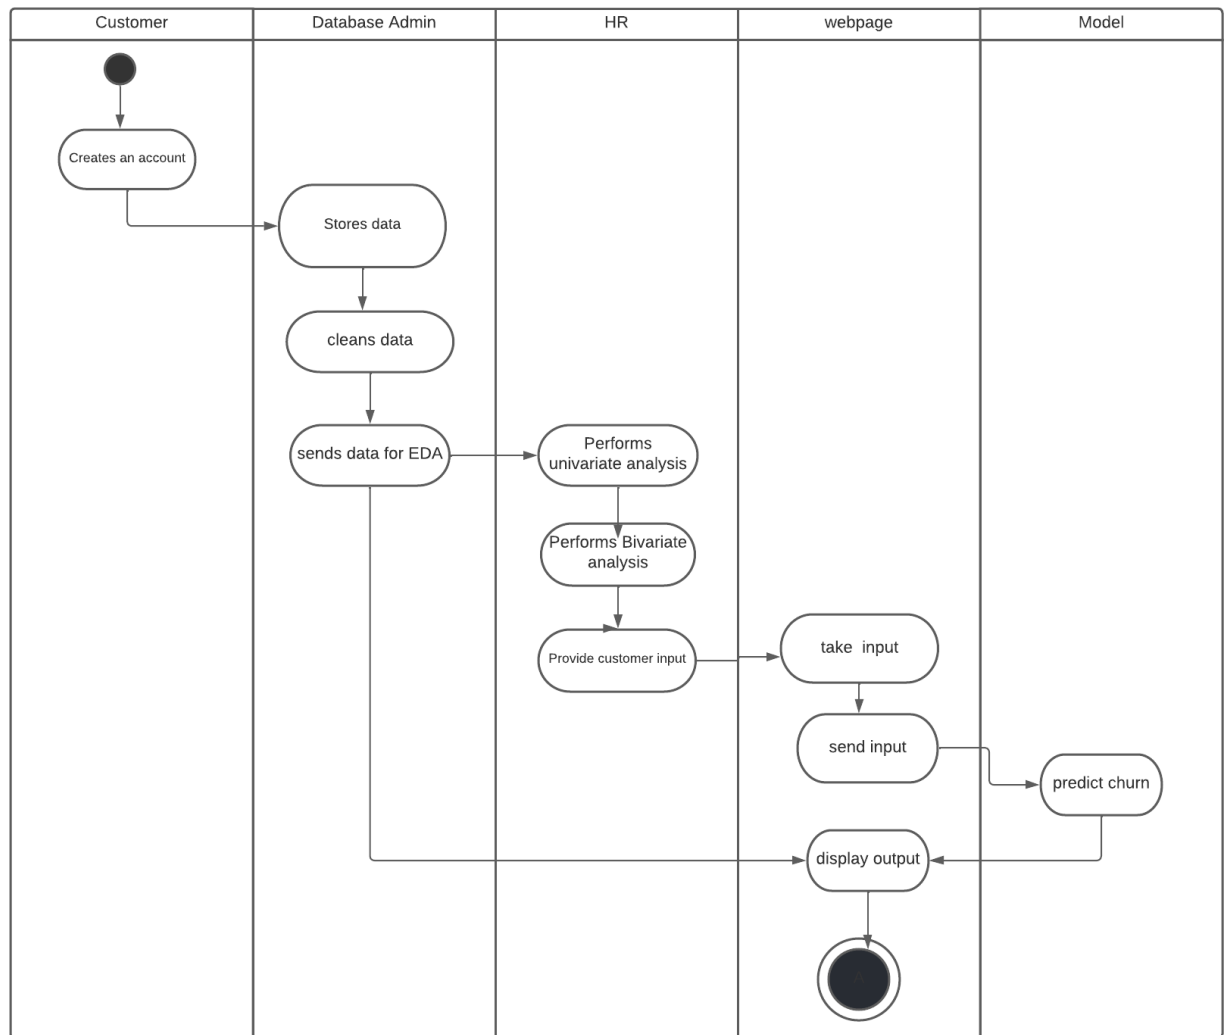 Customer
Database Admin
HR
webpage
Model
Creates an account
Stores data
cleans data
sends data for EDA
Performs
univariate analysis
Performs Bivariate
analysis
Provide customer input
take  input
send input
predict churn
display output